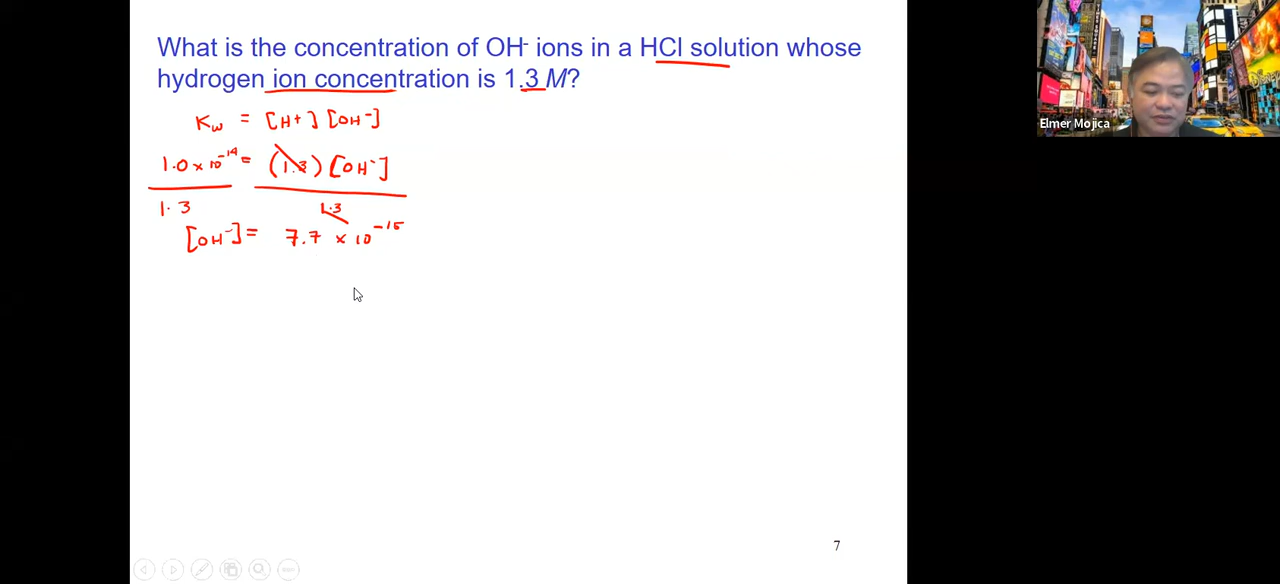 What is the concentration of OH⁻ ions in a HCl solution whose
hydrogen ion concentration is 1.3 M?
Kw = [H+] [OH⁻]
1.0 × 10⁻¹⁴ = (1.3) [OH⁻]
1.3 1.3
[OH⁻] = 7.7 × 10⁻¹⁵
Elmer Mojica
7